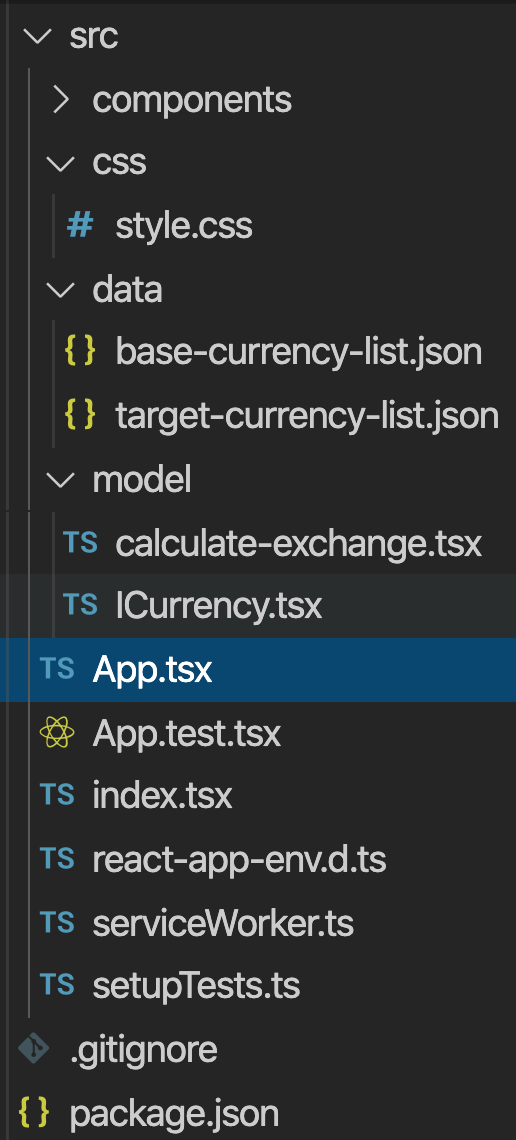 src
components
css
# style.css
data
{ } base-currency-list.json
{ } target-currency-list.json
model
TS calculate-exchange.tsx
TS ICurrency.tsx
TS App.tsx
App.test.tsx
TS index.tsx
TS react-app-env.d.ts
TS serviceWorker.ts
TS setupTests.ts
.gitignore
{ } package.json